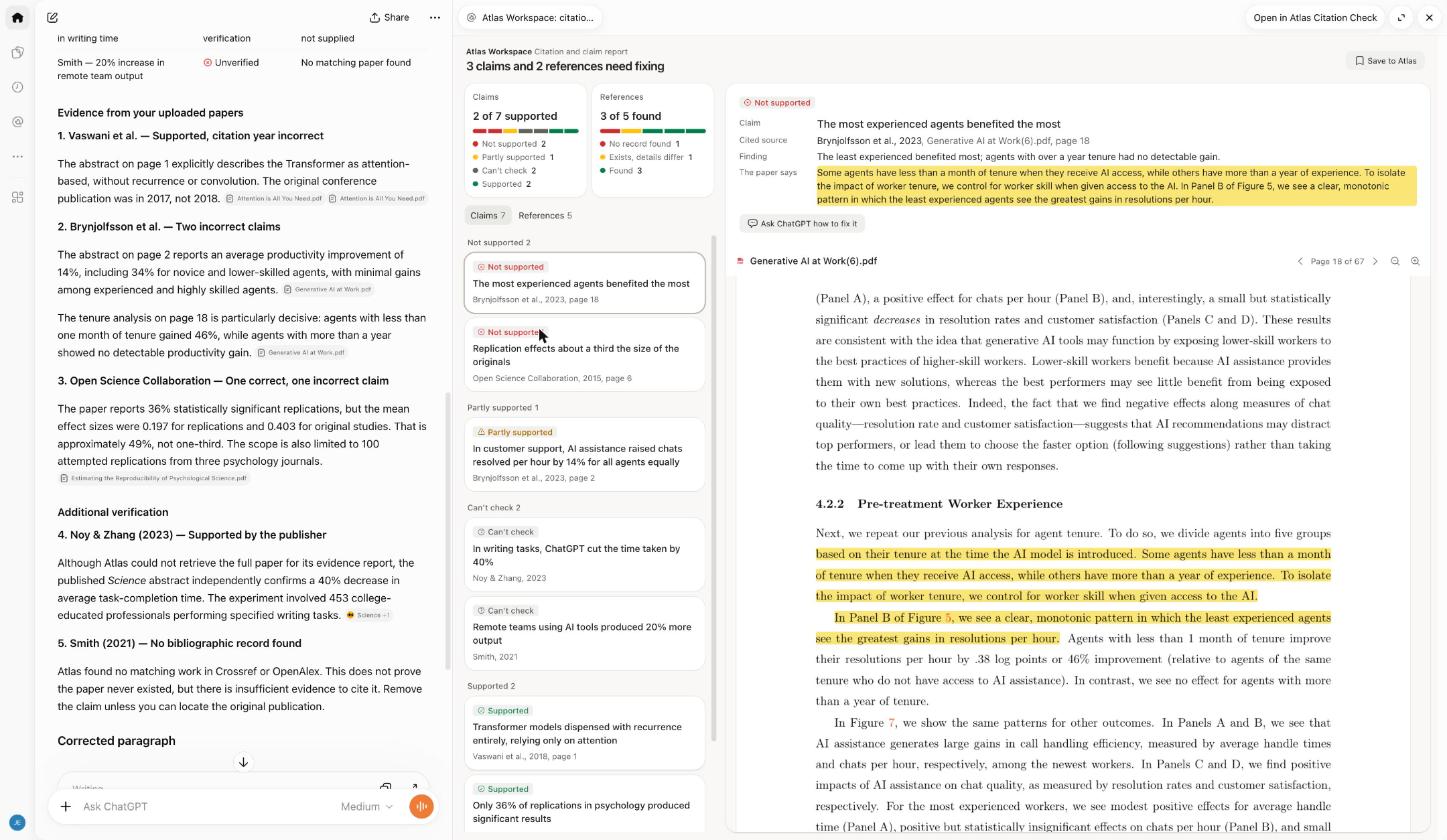 Share
in writing time
verification
not supplied
Smith — 20% increase in
remote team output
Unverified
No matching paper found
Evidence from your uploaded papers
1. Vaswani et al. — Supported, citation year incorrect
The abstract on page 1 explicitly describes the Transformer as attention-
based, without recurrence or convolution. The original conference
publication was in 2017, not 2018. Attention Is All You Need.pdf Attention Is All You Need.pdf
2. Brynjolfsson et al. — Two incorrect claims
The abstract on page 2 reports an average productivity improvement of
14%, including 34% for novice and lower-skilled agents, with minimal gains
among experienced and highly skilled agents. Generative AI at Work.pdf
The tenure analysis on page 18 is particularly decisive: agents with less than
one month of tenure gained 46%, while agents with more than a year
showed no detectable productivity gain. Generative AI at Work.pdf
3. Open Science Collaboration — One correct, one incorrect claim
The paper reports 36% statistically significant replications, but the mean
effect sizes were 0.197 for replications and 0.403 for original studies. That is
approximately 49%, not one-third. The scope is also limited to 100
attempted replications from three psychology journals.
Estimating the Reproducibility of Psychological Science.pdf
Additional verification
4. Noy & Zhang (2023) — Supported by the publisher
Although Atlas could not retrieve the full paper for its evidence report, the
published Science abstract independently confirms a 40% decrease in
average task-completion time. The experiment involved 453 college-
educated professionals performing specified writing tasks. Science +1
5. Smith (2021) — No bibliographic record found
Atlas found no matching work in Crossref or OpenAlex. This does not prove
the paper never existed, but there is insufficient evidence to cite it. Remove
the claim unless you can locate the original publication.
Corrected paragraph
Writing
Ask ChatGPT
Medium
JE
Atlas Workspace: citatio...
Open in Atlas Citation Check
Atlas Workspace Citation and claim report
3 claims and 2 references need fixing
Save to Atlas
Claims
2 of 7 supported
Not supported 2
Partly supported 1
Can't check 2
Supported 2
References
3 of 5 found
No record found 1
Exists, details differ 1
Found 3
Claims 7
References 5
Not supported 2
Not supported
The most experienced agents benefited the most
Brynjolfsson et al., 2023, page 18
Not supported
Replication effects about a third the size of the
originals
Open Science Collaboration, 2015, page 6
Partly supported 1
Partly supported
In customer support, AI assistance raised chats
resolved per hour by 14% for all agents equally
Brynjolfsson et al., 2023, page 2
Can't check 2
Can't check
In writing tasks, ChatGPT cut the time taken by
40%
Noy & Zhang, 2023
Can't check
Remote teams using AI tools produced 20% more
output
Smith, 2021
Supported 2
Supported
Transformer models dispensed with recurrence
entirely, relying only on attention
Vaswani et al., 2018, page 1
Supported
Only 36% of replications in psychology produced
significant results
Not supported
Claim
The most experienced agents benefited the most
Cited source
Brynjolfsson et al., 2023, Generative AI at Work(6).pdf, page 18
Finding
The least experienced benefited most; agents with over a year tenure had no detectable gain.
The paper says
Some agents have less than a month of tenure when they receive AI access, while others have more than a year of experience. To isolate
the impact of worker tenure, we control for worker skill when given access to the AI. In Panel B of Figure 5, we see a clear, monotonic
pattern in which the least experienced agents see the greatest gains in resolutions per hour.
Ask ChatGPT how to fix it
Generative AI at Work(6).pdf
Page 18 of 67
(Panel A), a positive effect for chats per hour (Panel B), and, interestingly, a small but statistically
significant decreases in resolution rates and customer satisfaction (Panels C and D). These results
are consistent with the idea that generative AI tools may function by exposing lower-skill workers to
the best practices of higher-skill workers. Lower-skill workers benefit because AI assistance provides
them with new solutions, whereas the best performers may see little benefit from being exposed
to their own best practices. Indeed, the fact that we find negative effects along measures of chat
quality—resolution rate and customer satisfaction—suggests that AI recommendations may distract
top performers, or lead them to choose the faster option (following suggestions) rather than taking
the time to come up with their own responses.
4.2.2 Pre-treatment Worker Experience
Next, we repeat our previous analysis for agent tenure. To do so, we divide agents into five groups
based on their tenure at the time the AI model is introduced. Some agents have less than a month
of tenure when they receive AI access, while others have more than a year of experience. To isolate
the impact of worker tenure, we control for worker skill when given access to the AI.
In Panel B of Figure 5, we see a clear, monotonic pattern in which the least experienced agents
see the greatest gains in resolutions per hour. Agents with less than 1 month of tenure improve
their resolutions per hour by .38 log points or 46% improvement (relative to agents of the same
tenure who do not have access to AI assistance). In contrast, we see no effect for agents with more
than a year of tenure.
In Figure 7, we show the same patterns for other outcomes. In Panels A and B, we see that
AI assistance generates large gains in call handling efficiency, measured by average handle times
and chats per hour, respectively, among the newest workers. In Panels C and D, we find positive
impacts of AI assistance on chat quality, as measured by resolution rates and customer satisfaction,
respectively. For the most experienced workers, we see modest positive effects for average handle
time (Panel A), positive but statistically insignificant effects on chats per hour (Panel B), and small